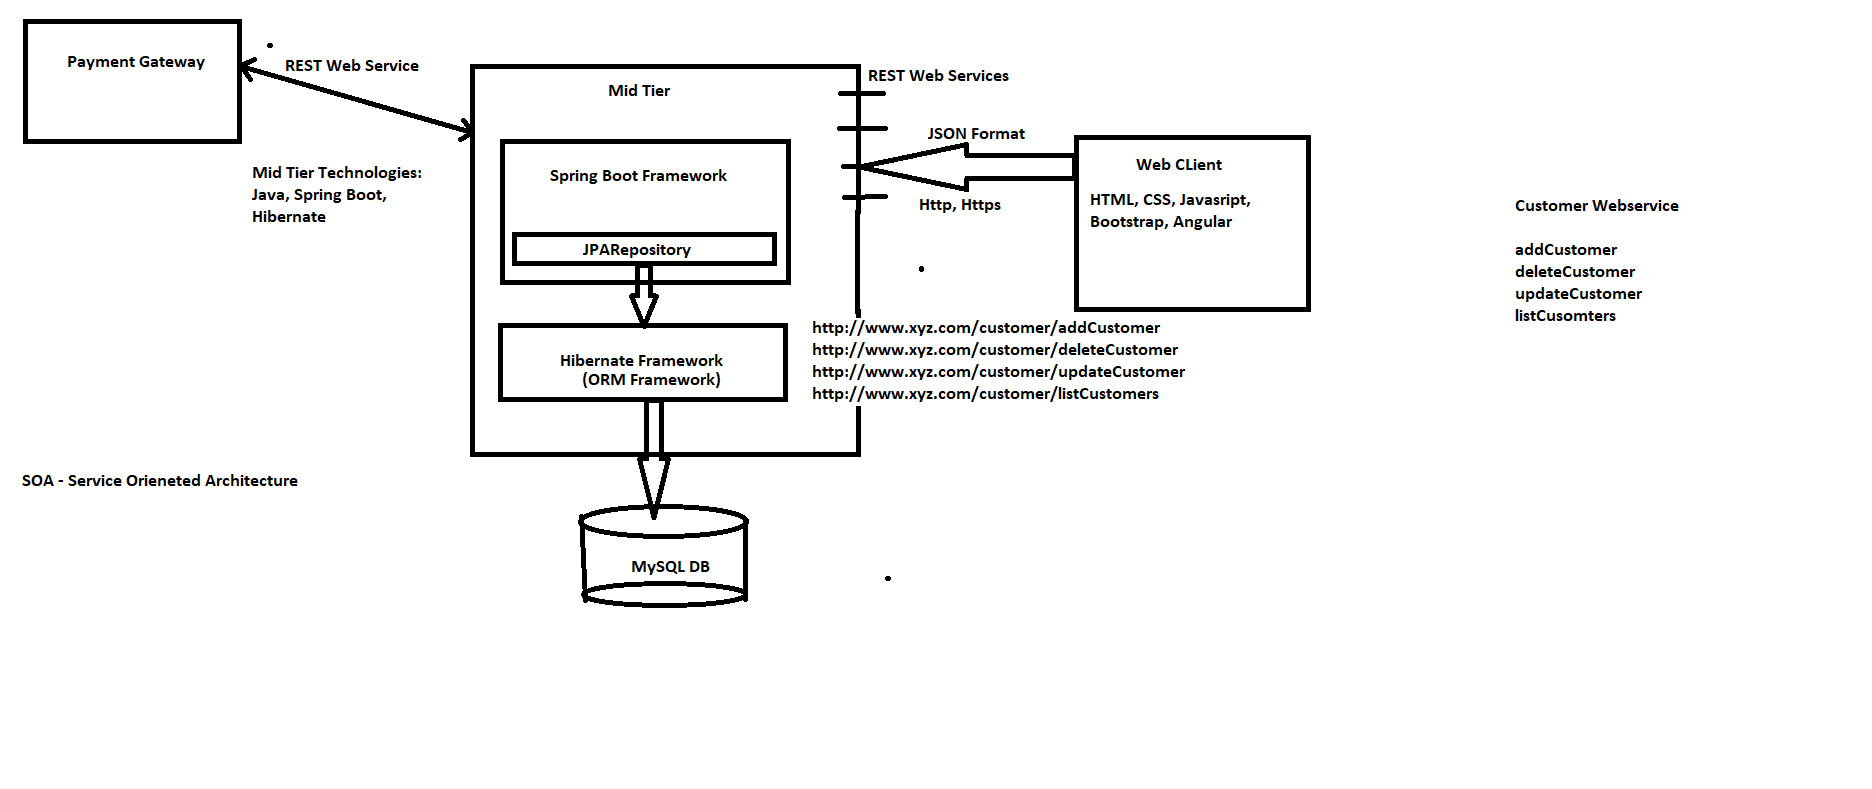 Payment Gateway
REST Web Service
Mid Tier Technologies:
Java, Spring Boot,
Hibernate
SOA - Service Orieneted Architecture
Mid Tier
Spring Boot Framework
JPARepository
Hibernate Framework
(ORM Framework)
MySQL DB
REST Web Services
JSON Format
Http, Https
Web CLient
HTML, CSS, Javasript,
Bootstrap, Angular
http://www.xyz.com/customer/addCustomer
http://www.xyz.com/customer/deleteCustomer
http://www.xyz.com/customer/updateCustomer
http://www.xyz.com/customer/listCustomers
Customer Webservice
addCustomer
deleteCustomer
updateCustomer
listCusomters